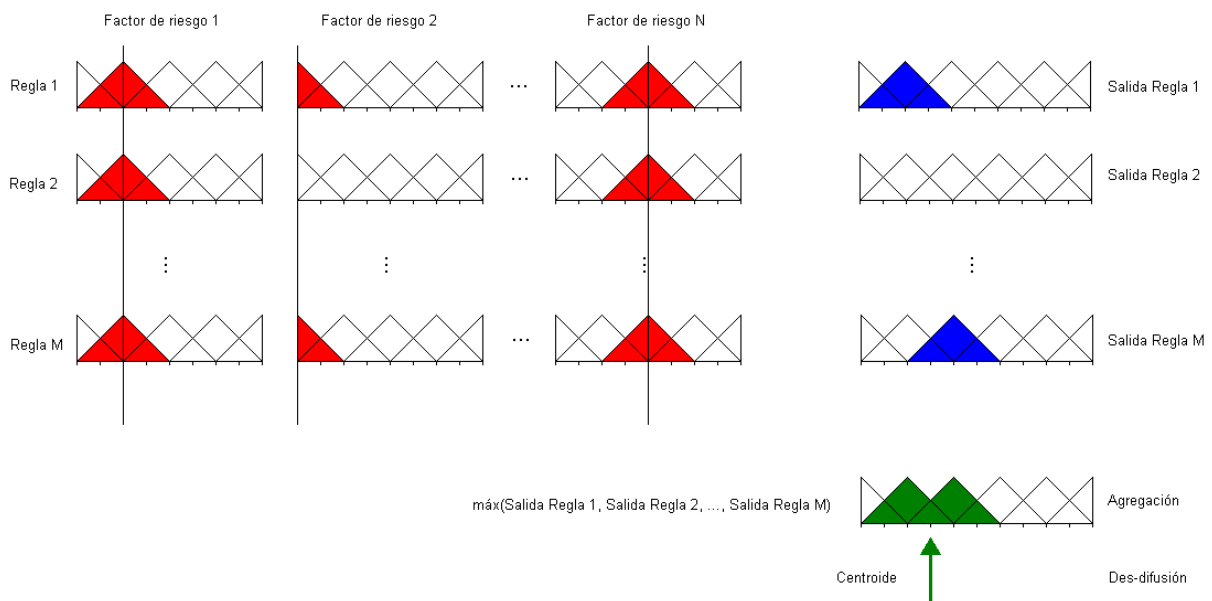 Factor de riesgo 1
Factor de riesgo 2
Factor de riesgo N
Regla 1
...
Salida Regla 1
Regla 2
...
Salida Regla 2
⋮
⋮
⋮
⋮
Regla M
...
Salida Regla M
máx(Salida Regla 1, Salida Regla 2, ..., Salida Regla M)
Agregación
Centroide
Des-difusión